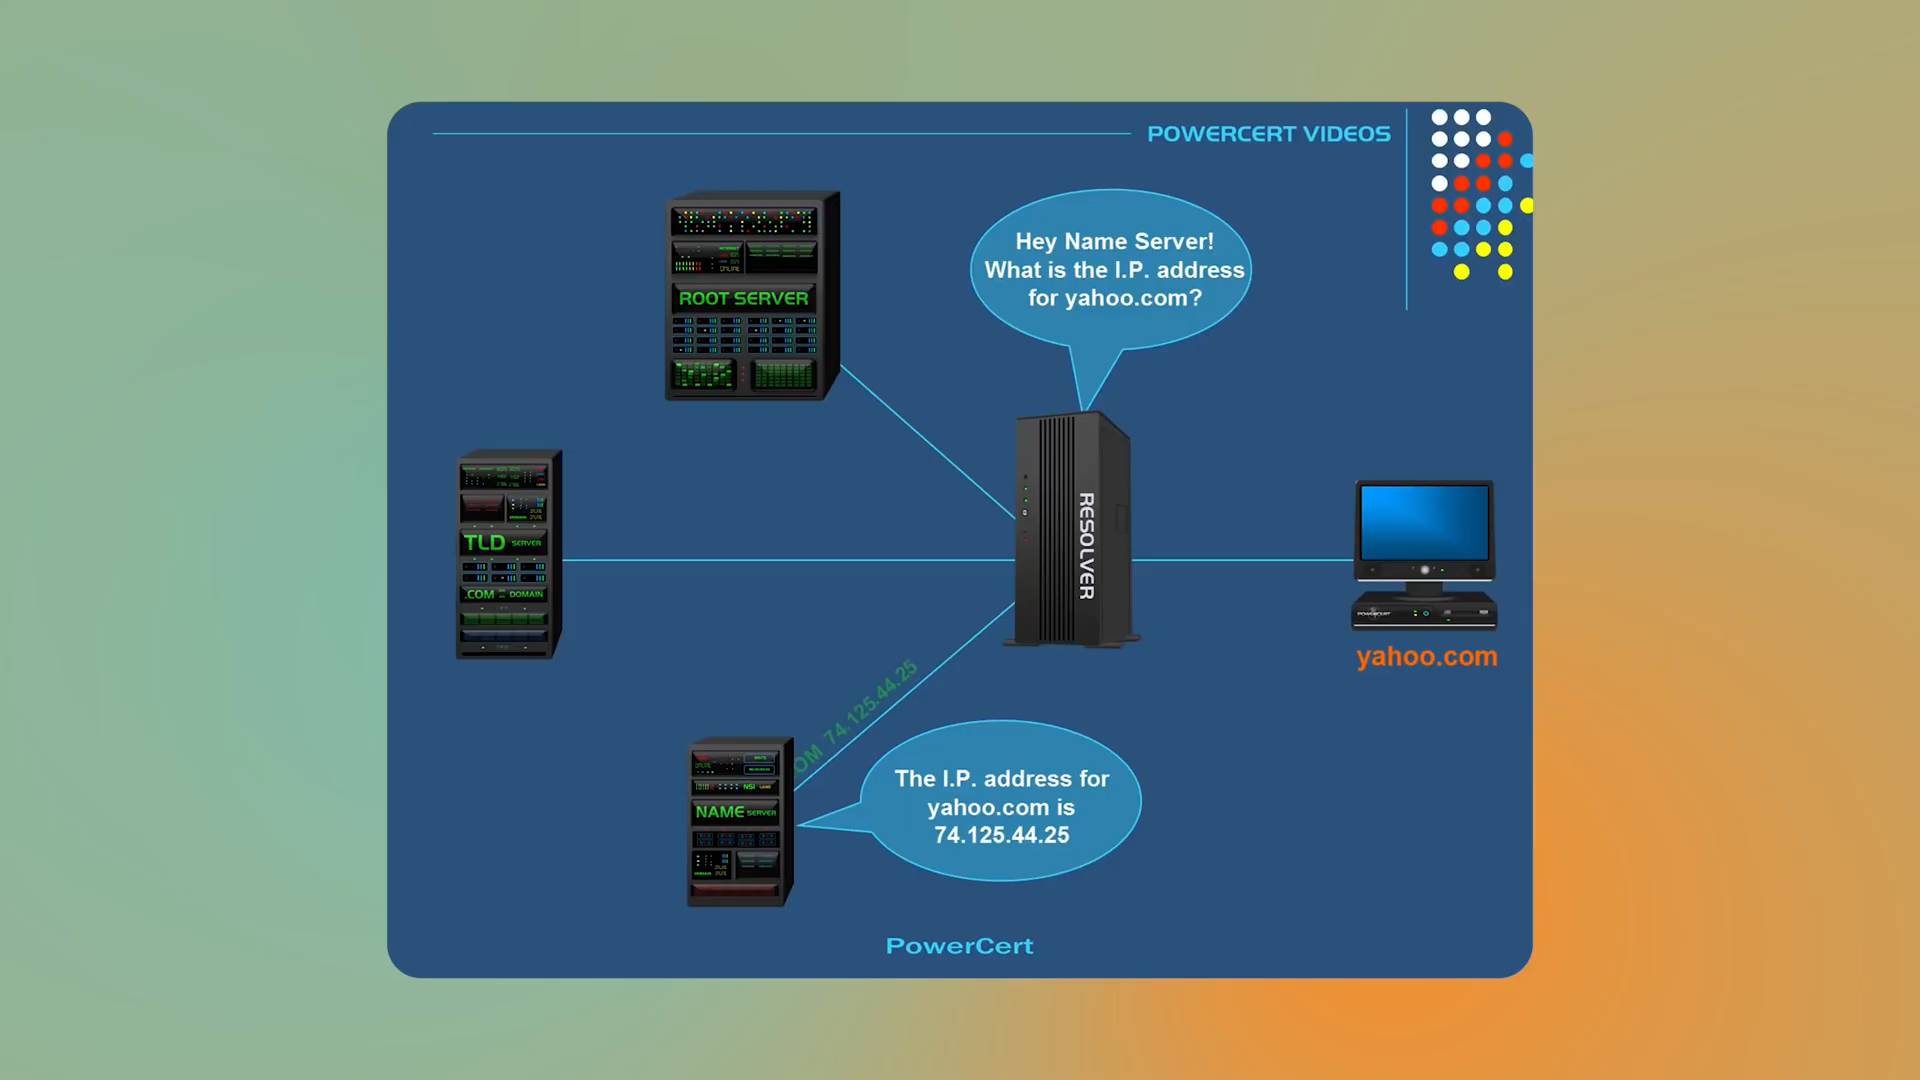 POWERCERT VIDEOS
ROOT SERVER
Hey Name Server!
What is the I.P. address
for yahoo.com?
TLD SERVER
.COM DOMAIN
RESOLVER
yahoo.com
OM 74.125.44.25
NAME SERVER
The I.P. address for
yahoo.com is
74.125.44.25
PowerCert